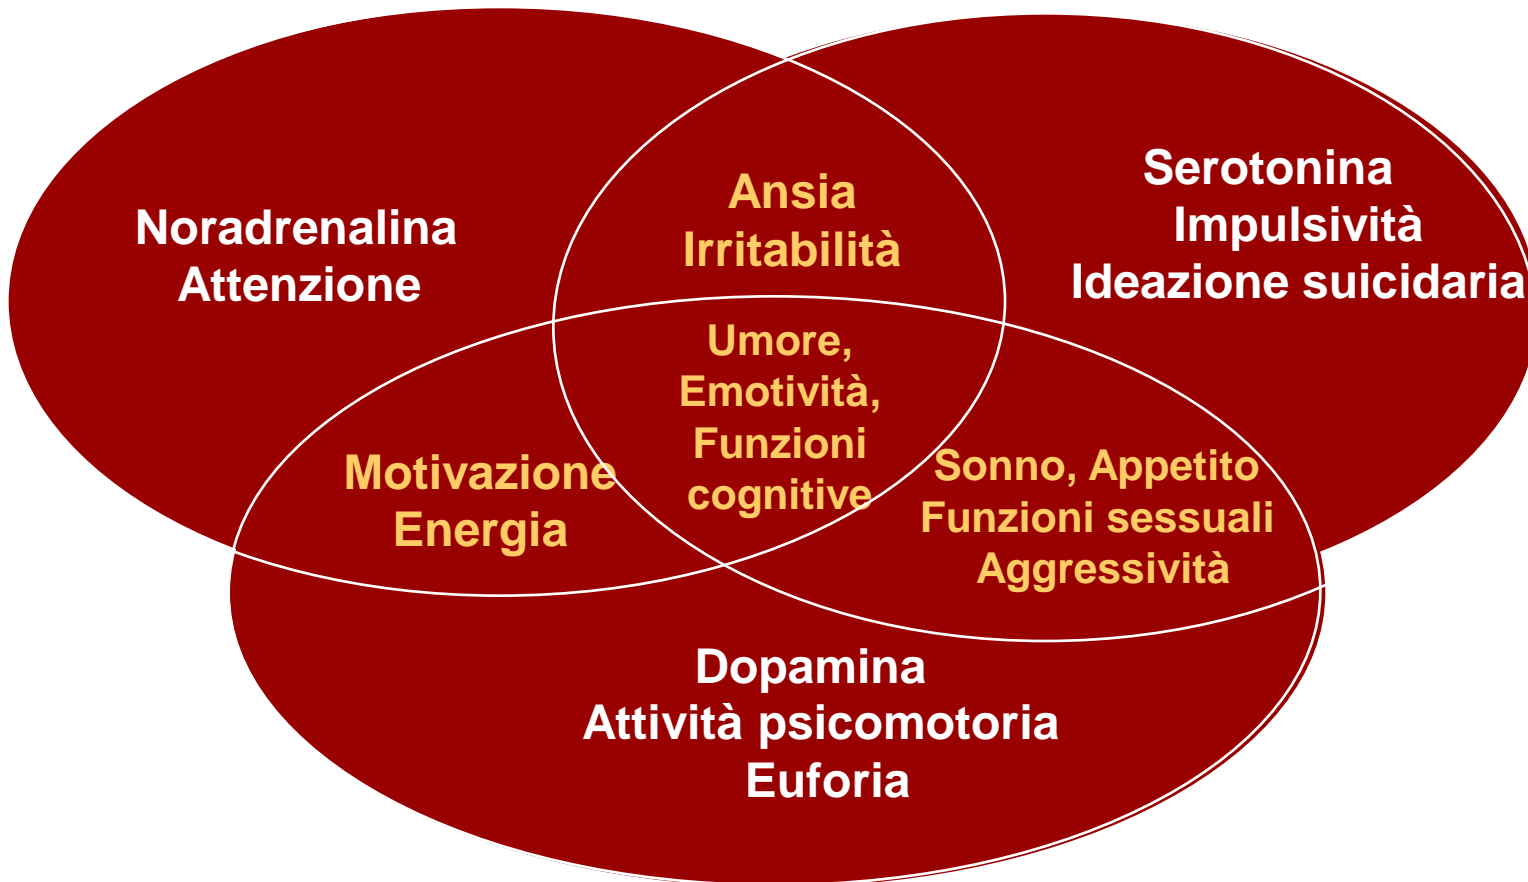 Noradrenalina
Attenzione
Ansia
Irritabilità
Serotonina
Impulsività
Ideazione suicidaria
Umore,
Emotività,
Funzioni
cognitive
Motivazione
Energia
Sonno, Appetito
Funzioni sessuali
Aggressività
Dopamina
Attività psicomotoria
Euforia